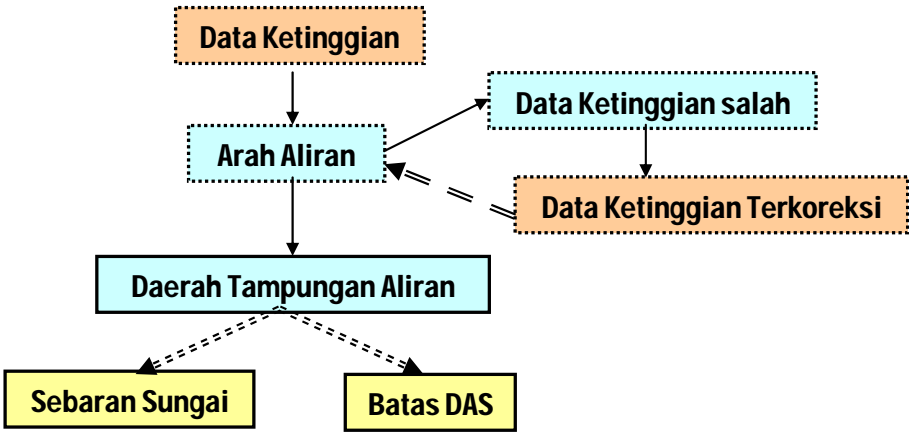 Data Ketinggian
Data Ketinggian salah
Arah Aliran
Data Ketinggian Terkoreksi
Daerah Tampungan Aliran
Sebaran Sungai
Batas DAS